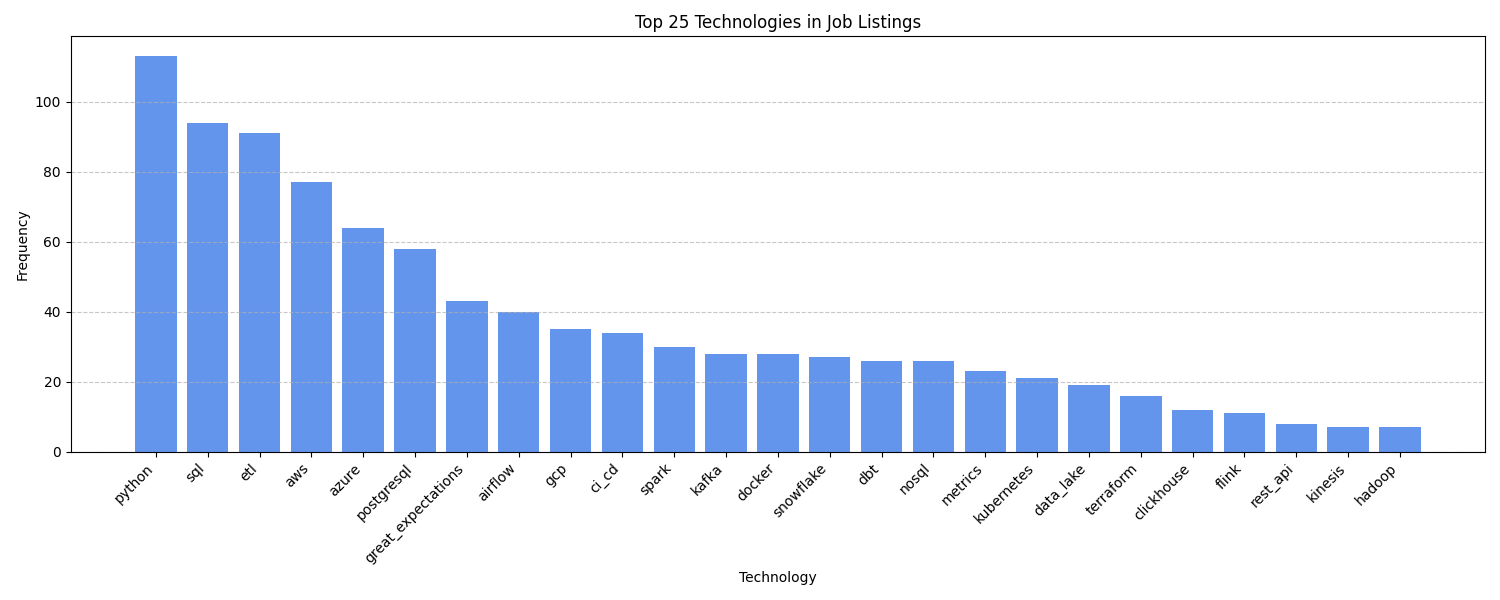 Top 25 Technologies in Job Listings
Frequency
100
80
60
40
20
0
python
sql
etl
aws
azure
postgresql
great_expectations
airflow
gcp
ci_cd
spark
kafka
docker
snowflake
dbt
nosql
metrics
kubernetes
data_lake
terraform
clickhouse
flink
rest_api
kinesis
hadoop
Technology